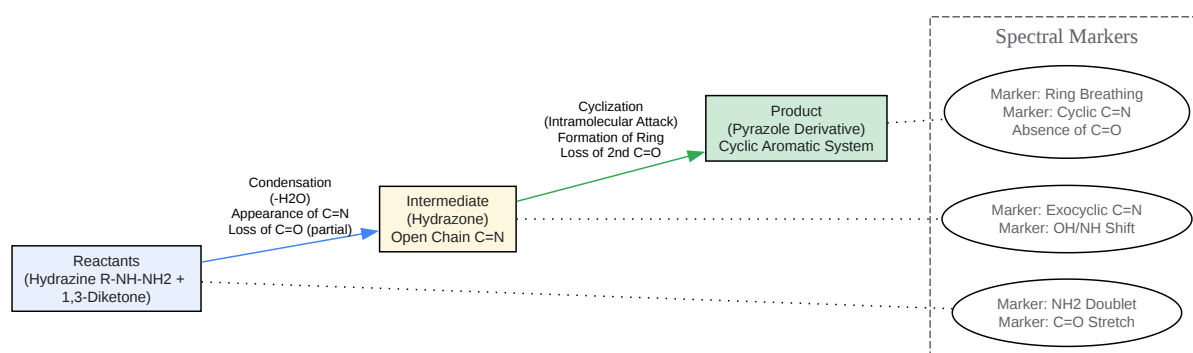 Spectral Markers
Marker: Ring Breathing
Marker: Cyclic C=N
Absence of C=O
Product
(Pyrazole Derivative)
Cyclic Aromatic System
Cyclization
(Intramolecular Attack)
Formation of Ring
Loss of 2nd C=O
Condensation
(-H2O)
Appearance of C=N
Loss of C=O (partial)
Intermediate
(Hydrazone)
Open Chain C=N
Marker: Exocyclic C=N
Marker: OH/NH Shift
Reactants
(Hydrazine R-NH-NH2 +
1,3-Diketone)
Marker: NH2 Doublet
Marker: C=O Stretch